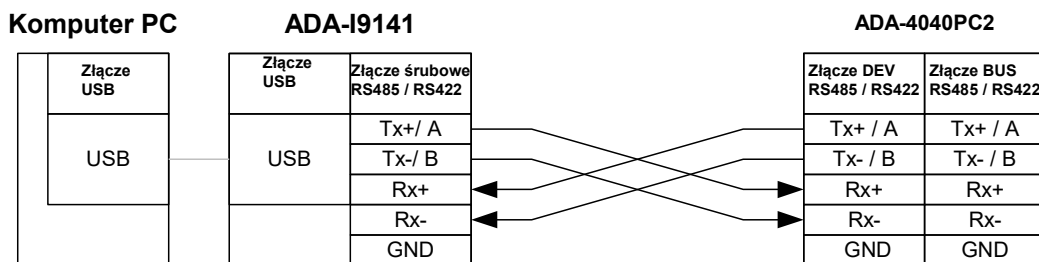 Komputer PC
ADA-I9141
ADA-4040PC2
Złącze
USB
Złącze
USB
Złącze śrubowe
RS485 / RS422
Złącze DEV
RS485 / RS422
Złącze BUS
RS485 / RS422
USB
USB
Tx+/ A
Tx-/ B
Rx+
Rx-
GND
Tx+ / A
Tx- / B
Rx+
Rx-
GND
Tx+ / A
Tx- / B
Rx+
Rx-
GND